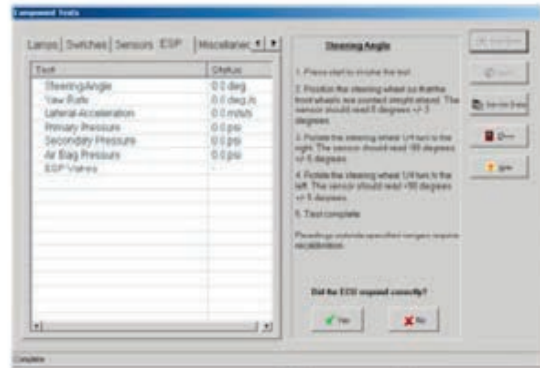 Component Tests
Lamps Switches Sensors ESP
Test Status
Steering Angle 0.0 deg
Yaw Rate 0.0 deg/s
Lateral Acceleration 0.0 m/s/s
Primary Pressure 0.0 psi
Secondary Pressure 0.0 psi
Air Bag Pressure 0.0 psi
ESP Valves -
Steering Angle
1. Press start to invoke the test.
2. Position the steering wheel so that the
front wheels are pointed straight ahead. The
sensor should read 0 degrees +/- 
degrees.
3. Rotate the steering wheel 1/4 turn to the
right. The sensor should read -90 degrees
+/- 5 degrees.
4. Rotate the steering wheel 1/4 turn to the
left. The sensor should read +90 degrees
+/- 5 degrees.
5. Test complete
Readings outside specified ranges require
recalibration.
Did the ECU respond correctly?
Yes No
Complete